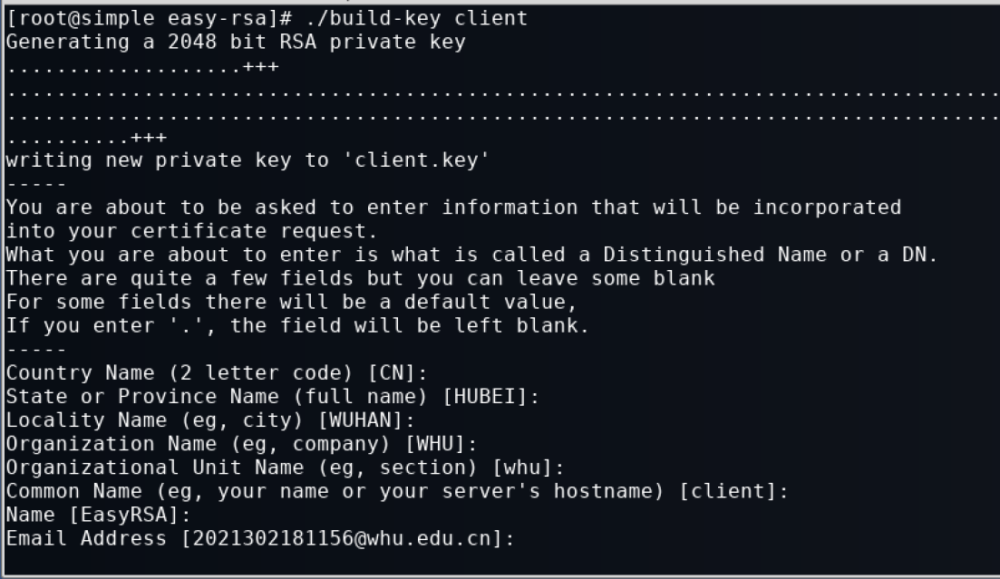 [root@simple easy-rsa]# ./build-key client
Generating a 2048 bit RSA private key
...................+++
................................................................................
................................................................................
..........+++
writing new private key to 'client.key'
-----
You are about to be asked to enter information that will be incorporated
into your certificate request.
What you are about to enter is what is called a Distinguished Name or a DN.
There are quite a few fields but you can leave some blank
For some fields there will be a default value,
If you enter '.', the field will be left blank.
-----
Country Name (2 letter code) [CN]:
State or Province Name (full name) [HUBEI]:
Locality Name (eg, city) [WUHAN]:
Organization Name (eg, company) [WHU]:
Organizational Unit Name (eg, section) [whu]:
Common Name (eg, your name or your server's hostname) [client]:
Name [EasyRSA]:
Email Address [2021302181156@whu.edu.cn]: